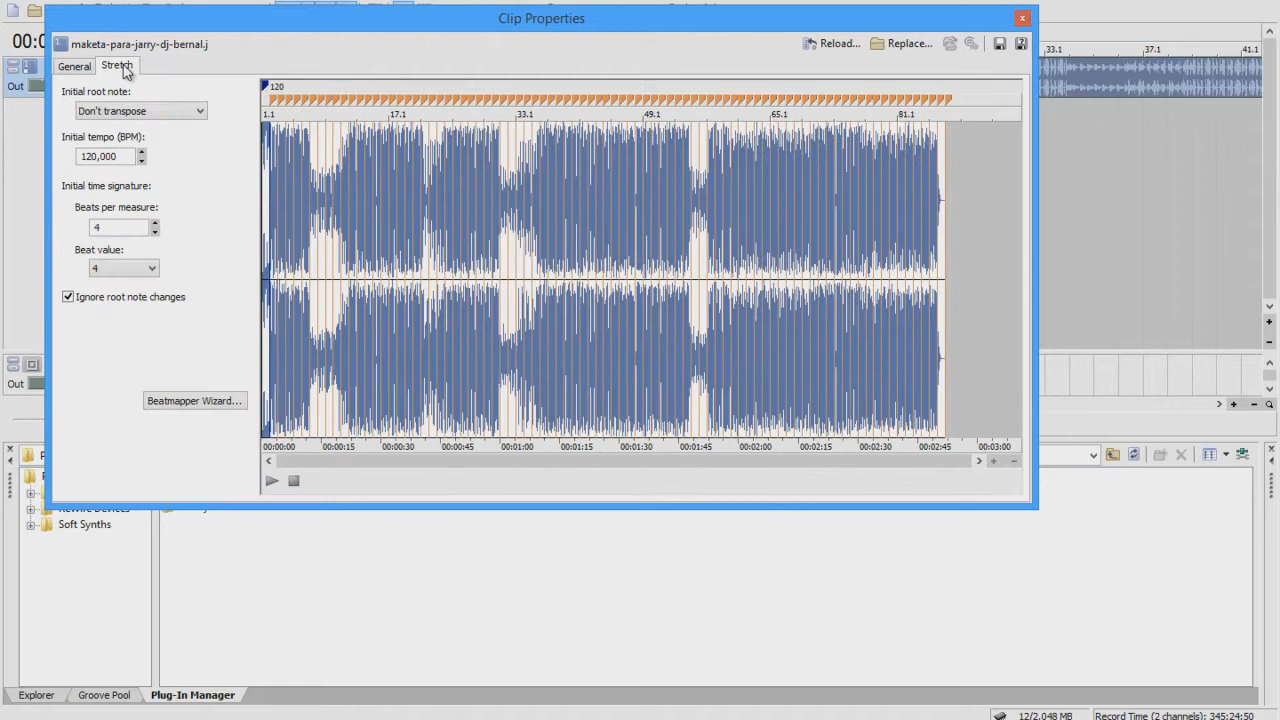 Clip Properties
x
00:0
33.1 37.1 41.1
maketa-para-jarry-dj-bernal.j
Reload... Replace...
General Stretch
Out
120
Initial root note:
Don't transpose
1.1 17.1 33.1 49.1 65.1 81.1
Initial tempo (BPM):
120,000
Initial time signature:
Beats per measure:
4
Beat value:
4
Ignore root note changes
Out
Beatmapper Wizard...
00:00:00 00:00:15 00:00:30 00:00:45 00:01:00 00:01:15 00:01:30 00:01:45 00:02:00 00:02:15 00:02:30 00:02:45 00:03:00
ReWire Devices
Soft Synths
Explorer Groove Pool Plug-In Manager
12/2.048 MB Record Time (2 channels): 345:24:50